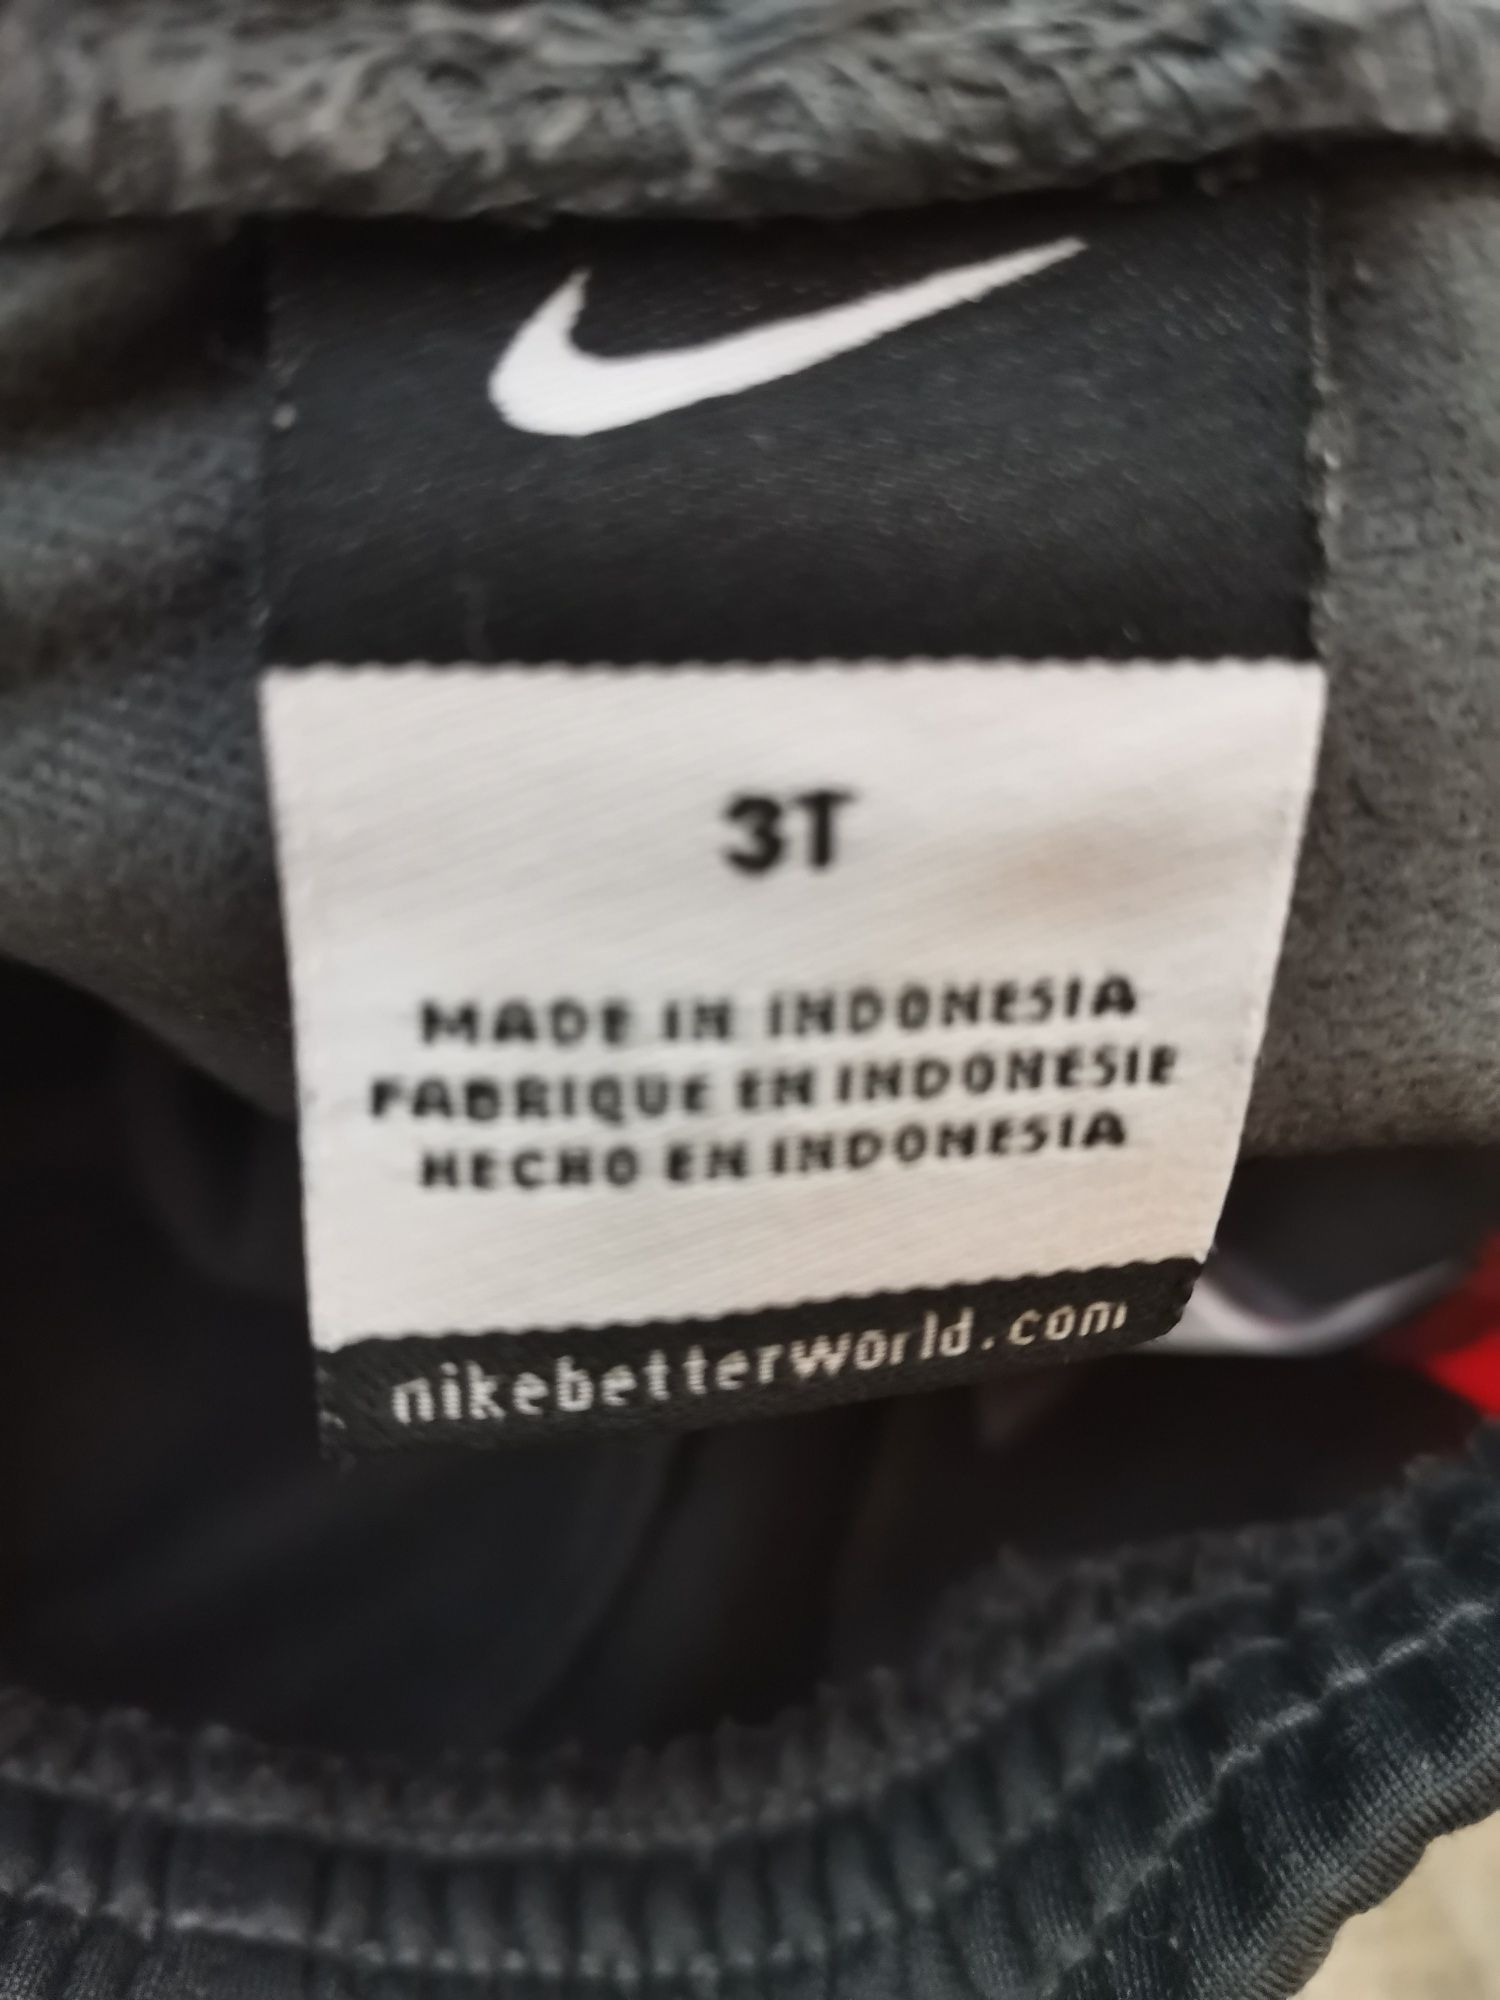 3T
MADE IN INDONESIA
FABRIQUE EN INDONESIE
HECHO EN INDONESIA
nikebetterworld.com